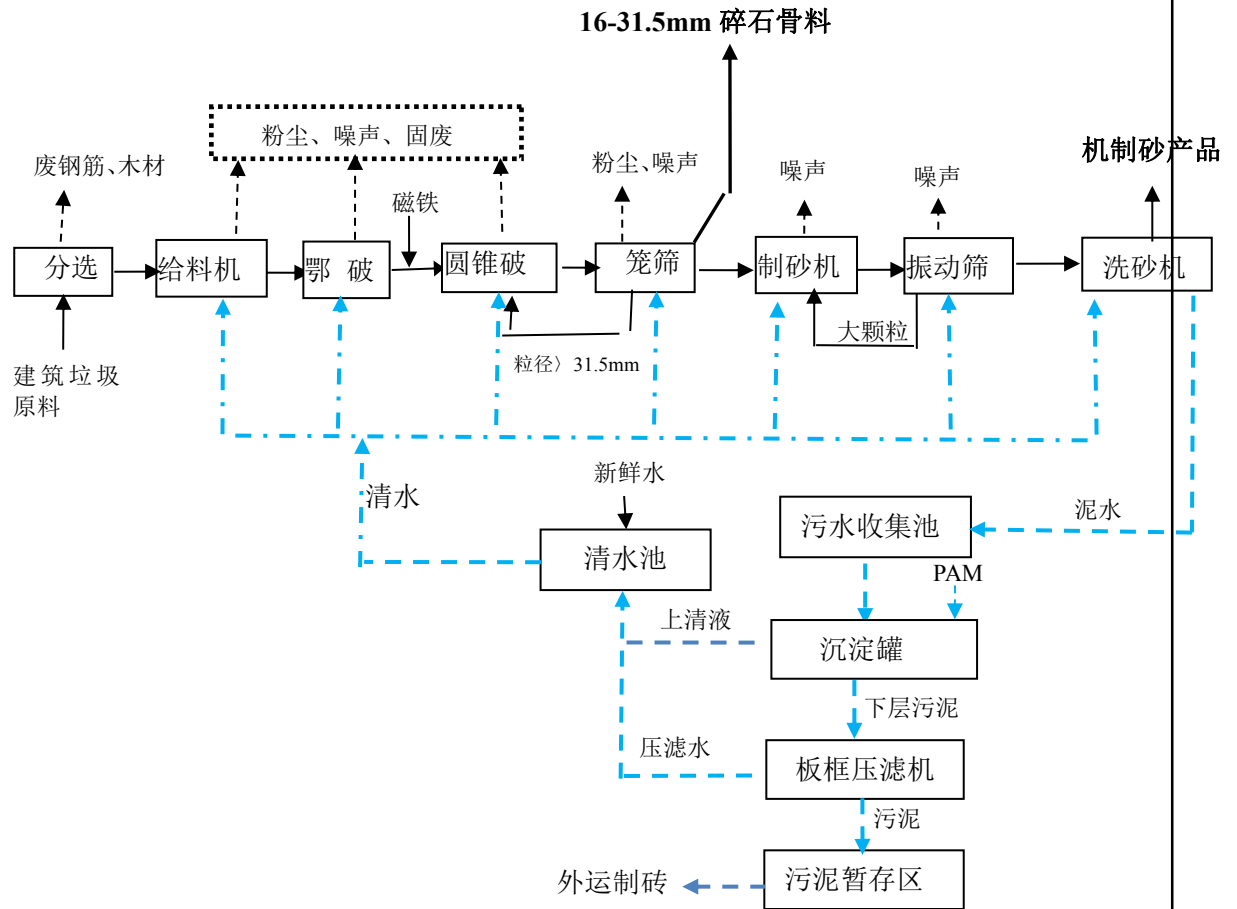 16-31.5mm 碎石骨料
粉尘、噪声、固废
废钢筋、木材
磁铁
粉尘、噪声
噪声
噪声
机制砂产品
分选
给料机
鄂 破
圆锥破
笼筛
制砂机
振动筛
洗砂机
大颗粒
粒径〉31.5mm
建筑垃圾
原料
清水
新鲜水
清水池
污水收集池
泥水
PAM
上清液
沉淀罐
下层污泥
压滤水
板框压滤机
污泥
外运制砖
污泥暂存区